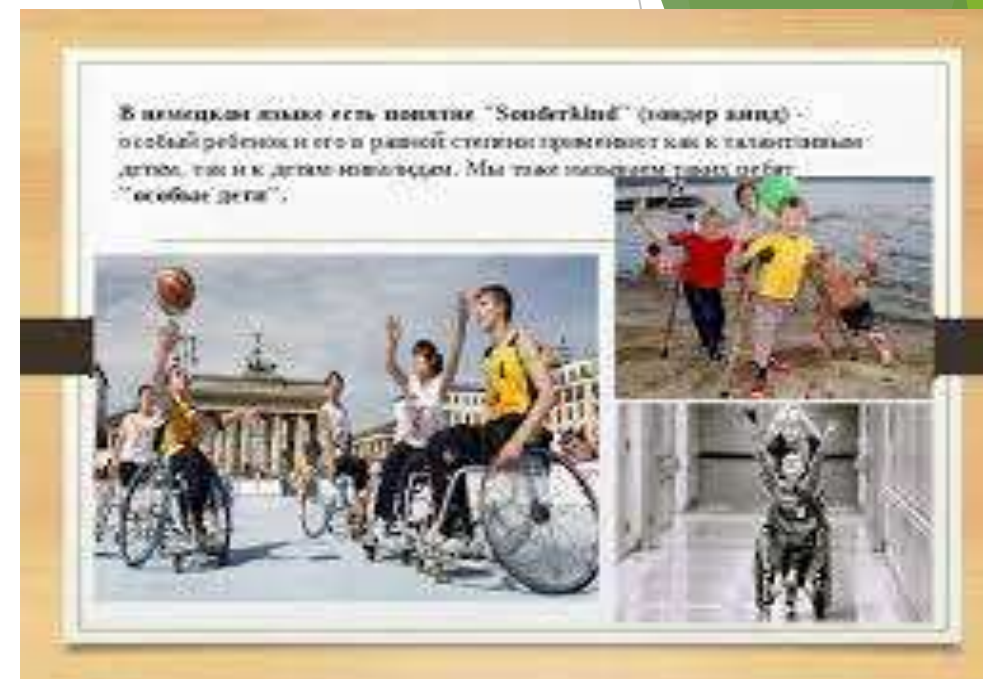 В немецком языке есть понятие "Sonderkind" (зондер кинд) -
особый ребенок и его в равной степени применяют как к талантливым
детям, так и к детям-инвалидам. Мы тоже называем таких ребят
"особые дети".